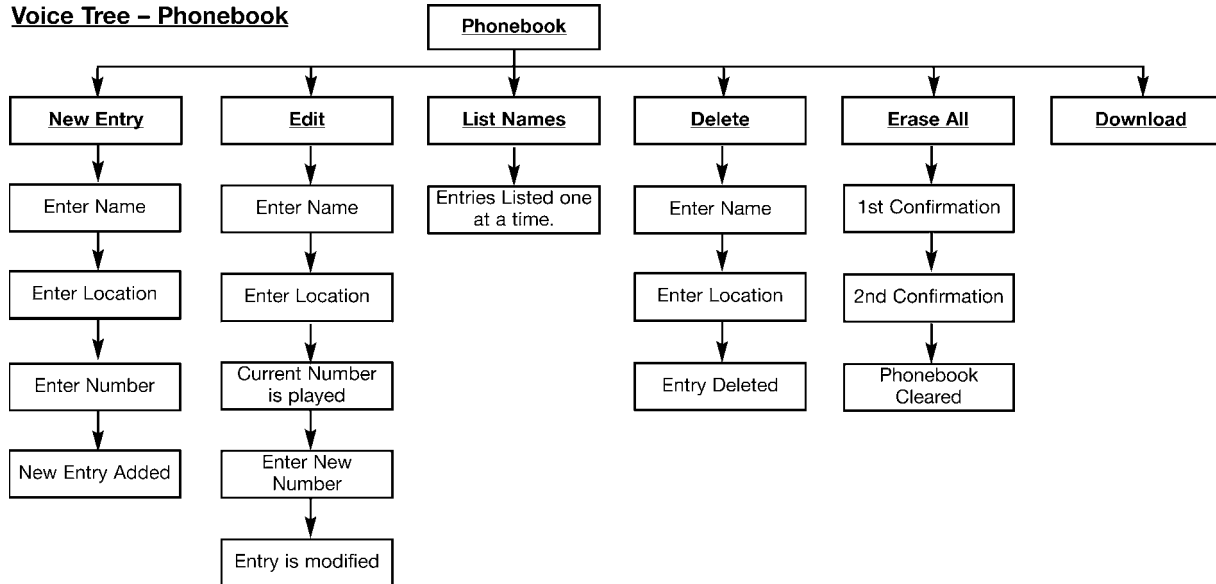 Voice Tree – Phonebook
Phonebook
New Entry
Edit
List Names
Delete
Erase All
Download
Enter Name
Enter Name
Entries Listed one
at a time.
Enter Name
1st Confirmation
Enter Location
Enter Location
Enter Location
2nd Confirmation
Enter Number
Current Number
is played
Entry Deleted
Phonebook
Cleared
New Entry Added
Enter New
Number
Entry is modified